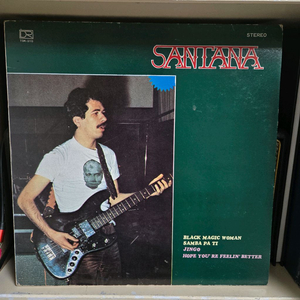 STEREO
SANTANA
BLACK MAGIC WOMAN
SAMBA PA TI
JINGO
HOPE YOU'RE FEELIN' BETTER